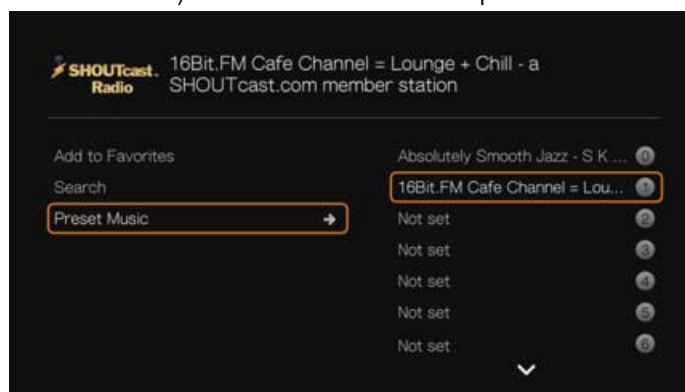 SHOUTcast.
Radio
16Bit.FM Cafe Channel = Lounge + Chill - a
SHOUTcast.com member station
Add to Favorites
Search
Preset Music
Absolutely Smooth Jazz - S K ... 0
16Bit.FM Cafe Channel = Lou... 1
Not set 2
Not set 3
Not set 4
Not set 5
Not set 6